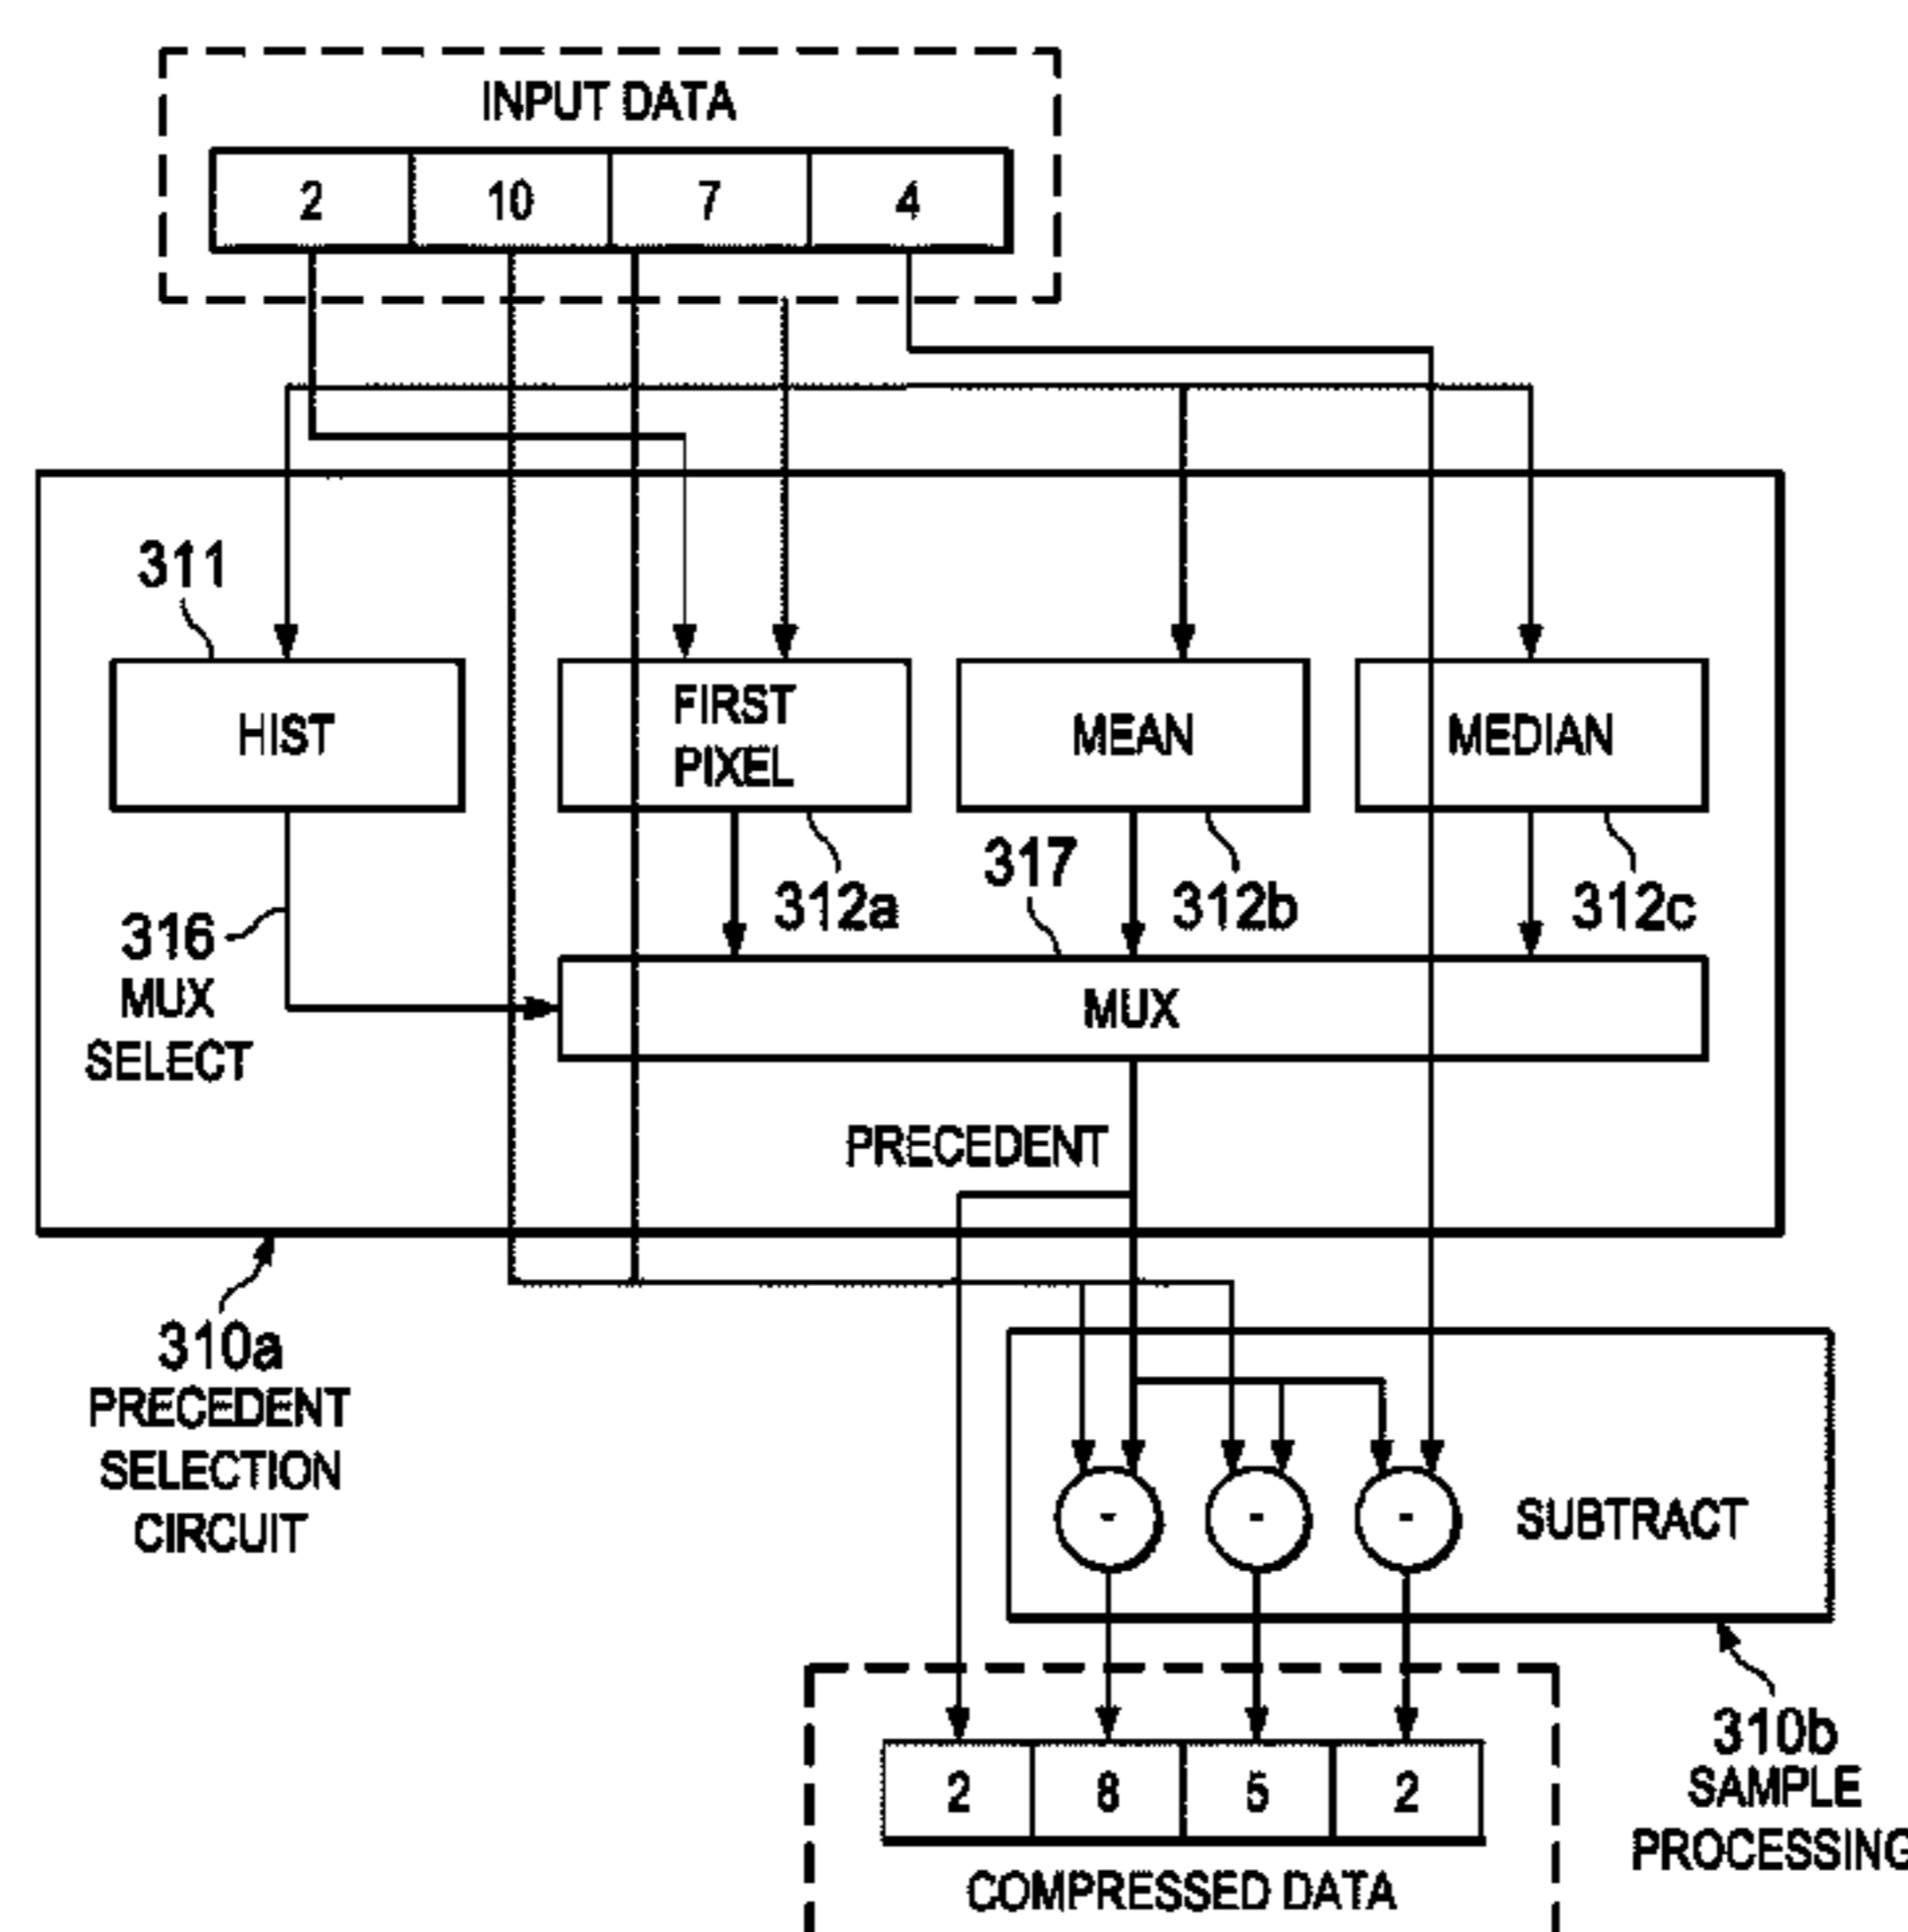 INPUT DATA
2 10 7 4
311
HIST
FIRST
PIXEL
MEAN
MEDIAN
317
312a
312b
312c
316
MUX
SELECT
MUX
PRECEDENT
310a
PRECEDENT
SELECTION
CIRCUIT
- - -
SUBTRACT
310b
SAMPLE
PROCESSING
2 8 5 2
COMPRESSED DATA